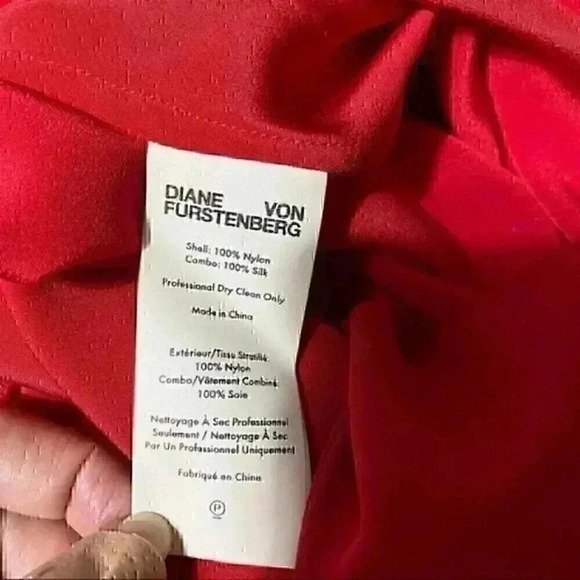 DIANE VON
FURSTENBERG
Shell: 100% Nylon
Combo: 100% Silk
Professional Dry Clean Only
Made in China
Extérieur/Tissu Stratifié
100% Nylon
Combo/Vêtement Combiné
100% Soie
Nettoyage À Sec Professionnel
Seulement / Nettoyage À Sec
Par Un Professionnel Uniquement
Fabriqué en Chine
P